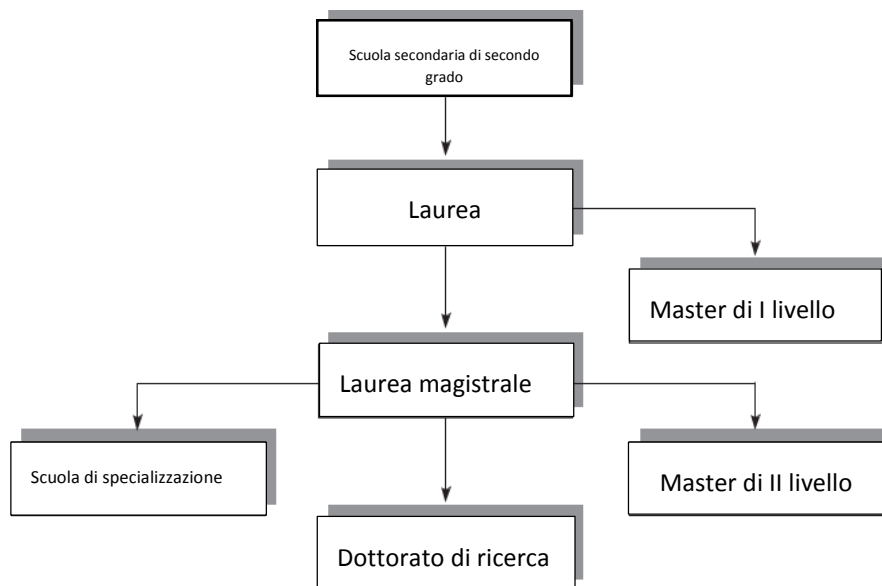 Scuola secondaria di secondo
grado
Laurea
Master di I livello
Laurea magistrale
Scuola di specializzazione
Master di II livello
Dottorato di ricerca